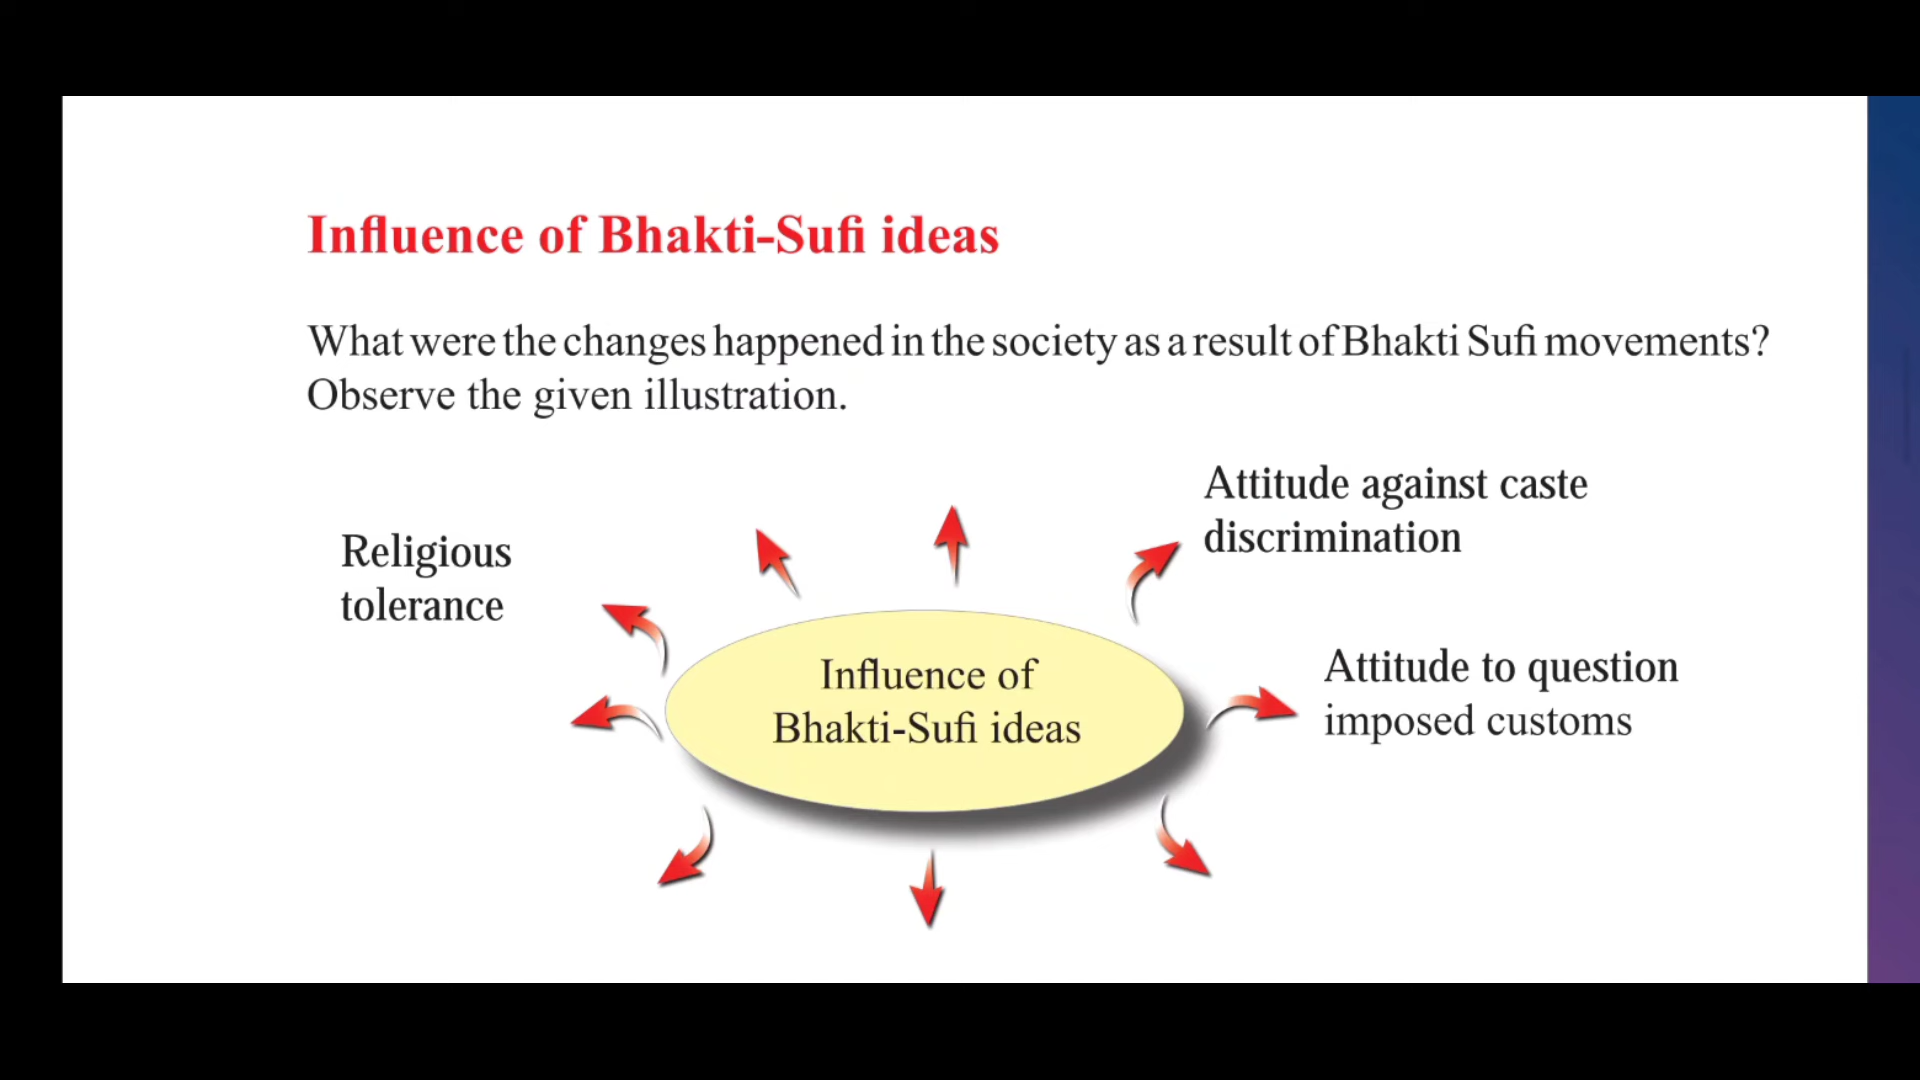 Influence of Bhakti-Sufi ideas
What were the changes happened in the society as a result of Bhakti Sufi movements?
Observe the given illustration.
Attitude against caste
discrimination
Religious
tolerance
Influence of
Bhakti-Sufi ideas
Attitude to question
imposed customs